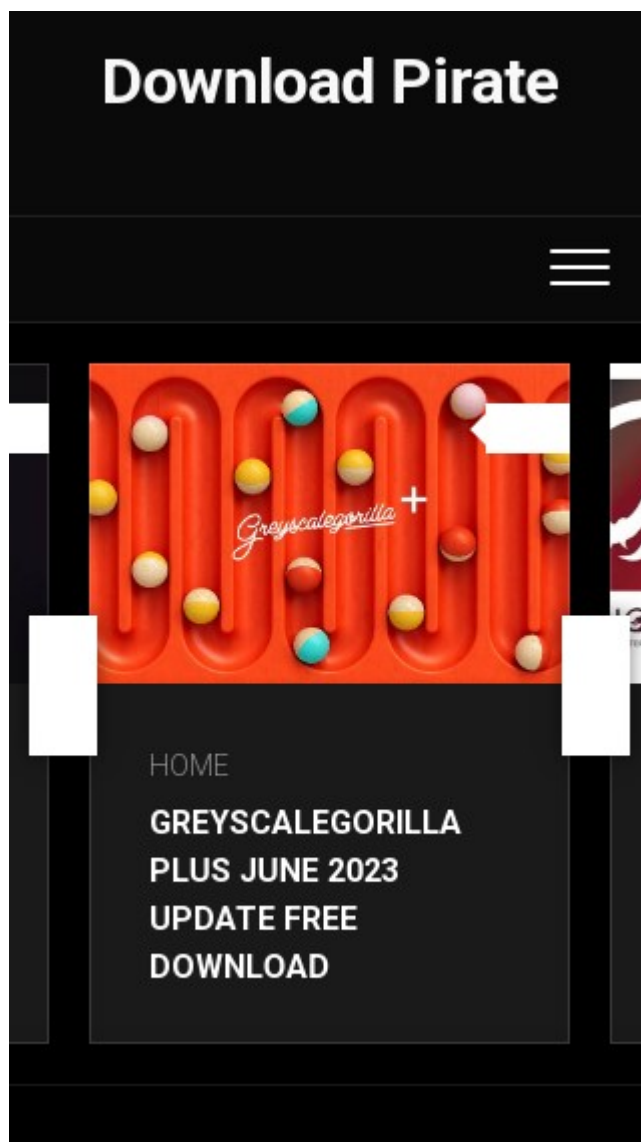 Download Pirate
Greyscalegorilla+
HOME
GREYSCALEGORILLA
PLUS JUNE 2023
UPDATE FREE
DOWNLOAD